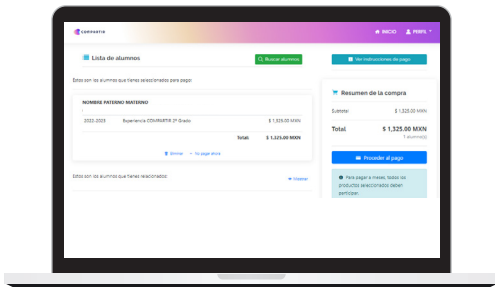 COMPARTIR
INICIO
PERFIL
Lista de alumnos
Buscar alumnos
Ver instrucciones de pago
Estos son los alumnos que tienes seleccionados para pago:
NOMBRE PATERNO MATERNO
2022-2023 Experiencia COMPARTIR 2º Grado $ 1,325.00 MXN
Total: $ 1,325.00 MXN
Eliminar
No pagar ahora
Estos son los alumnos que tienes relacionados:
Mostrar
Resumen de la compra
Subtotal $ 1,325.00 MXN
Total $ 1,325.00 MXN
1 alumno(s)
Proceder al pago
Para pagar a meses, todos los
productos seleccionados deben
participar.